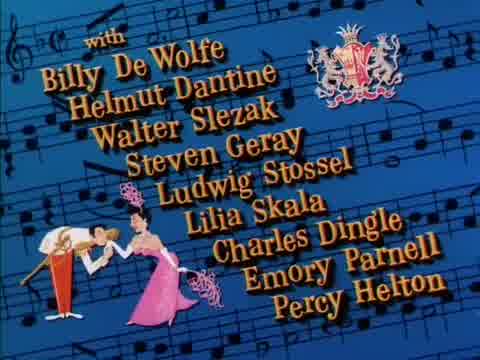 with
Billy De Wolfe
Helmut Dantine
Walter Slezak
Steven Geray
Ludwig Stossel
Lilia Skala
Charles Dingle
Emory Parnell
Percy Helton